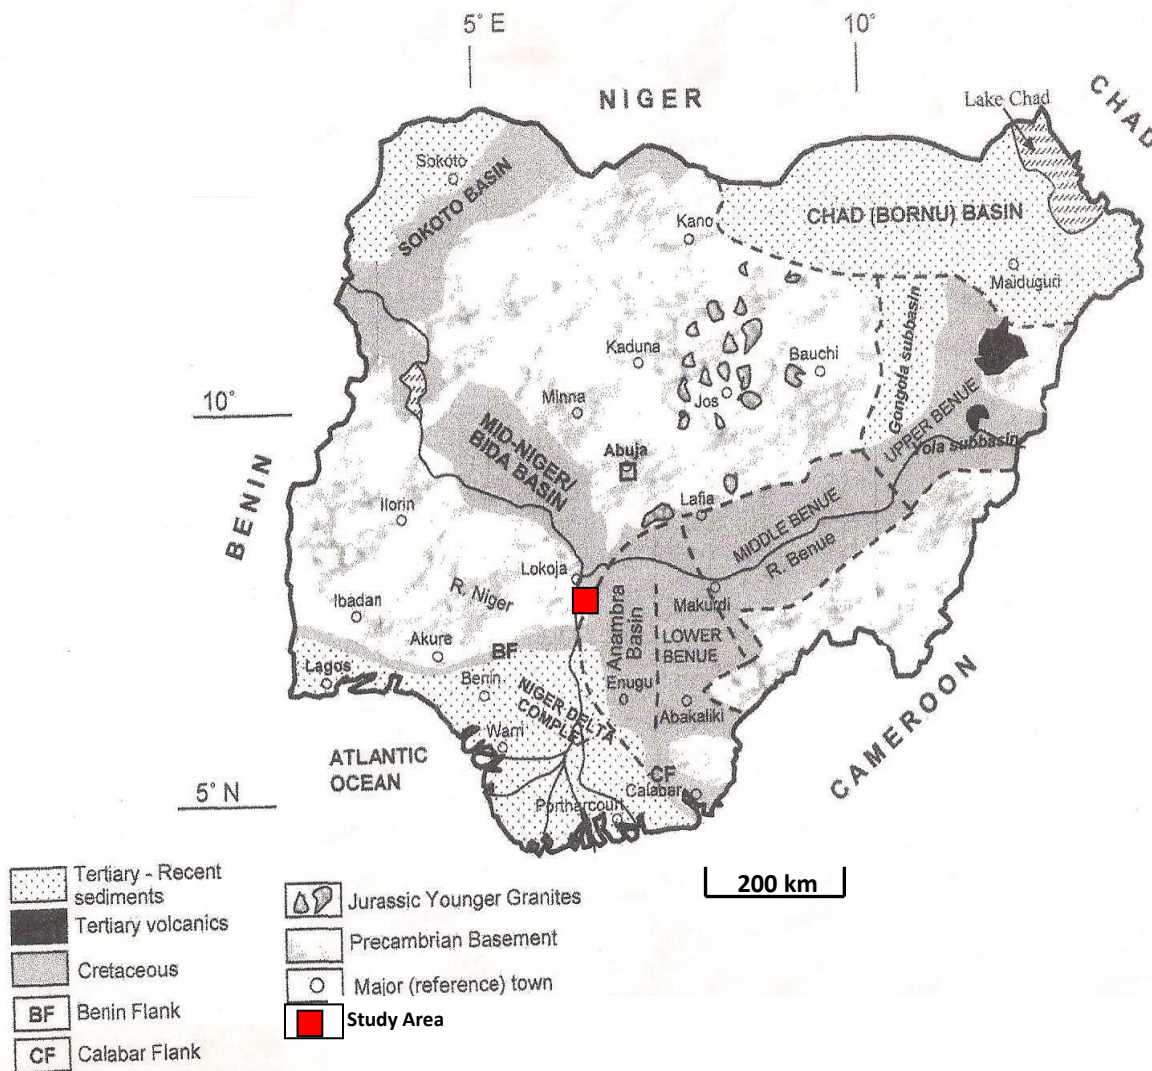 5° E
10°
NIGER
CHAD
Lake Chad
Sokoto
SOKOTO BASIN
Kano
CHAD (BORNU) BASIN
Maiduguri
Gongola subbasin
Kaduna
Bauchi
Jos
Minna
10°
MID-NIGER/
BIDA BASIN
Abuja
UPPER BENUE
Yola subbasin
BENIN
Ilorin
Lafia
MIDDLE BENUE
R. Benue
Lokoja
R. Niger
Ibadan
Makurdi
Anambra
Basin
LOWER
BENUE
Akure
BF
Lagos
Benin
Enugu
NIGER DELTA
COMPLEX
Abakaliki
CAMEROON
Warri
ATLANTIC
OCEAN
CF
Calabar
5° N
Portharcourt
200 km
Tertiary - Recent
sediments
Tertiary volcanics
Cretaceous
BF
Benin Flank
CF
Calabar Flank
Jurassic Younger Granites
Precambrian Basement
Major (reference) town
Study Area